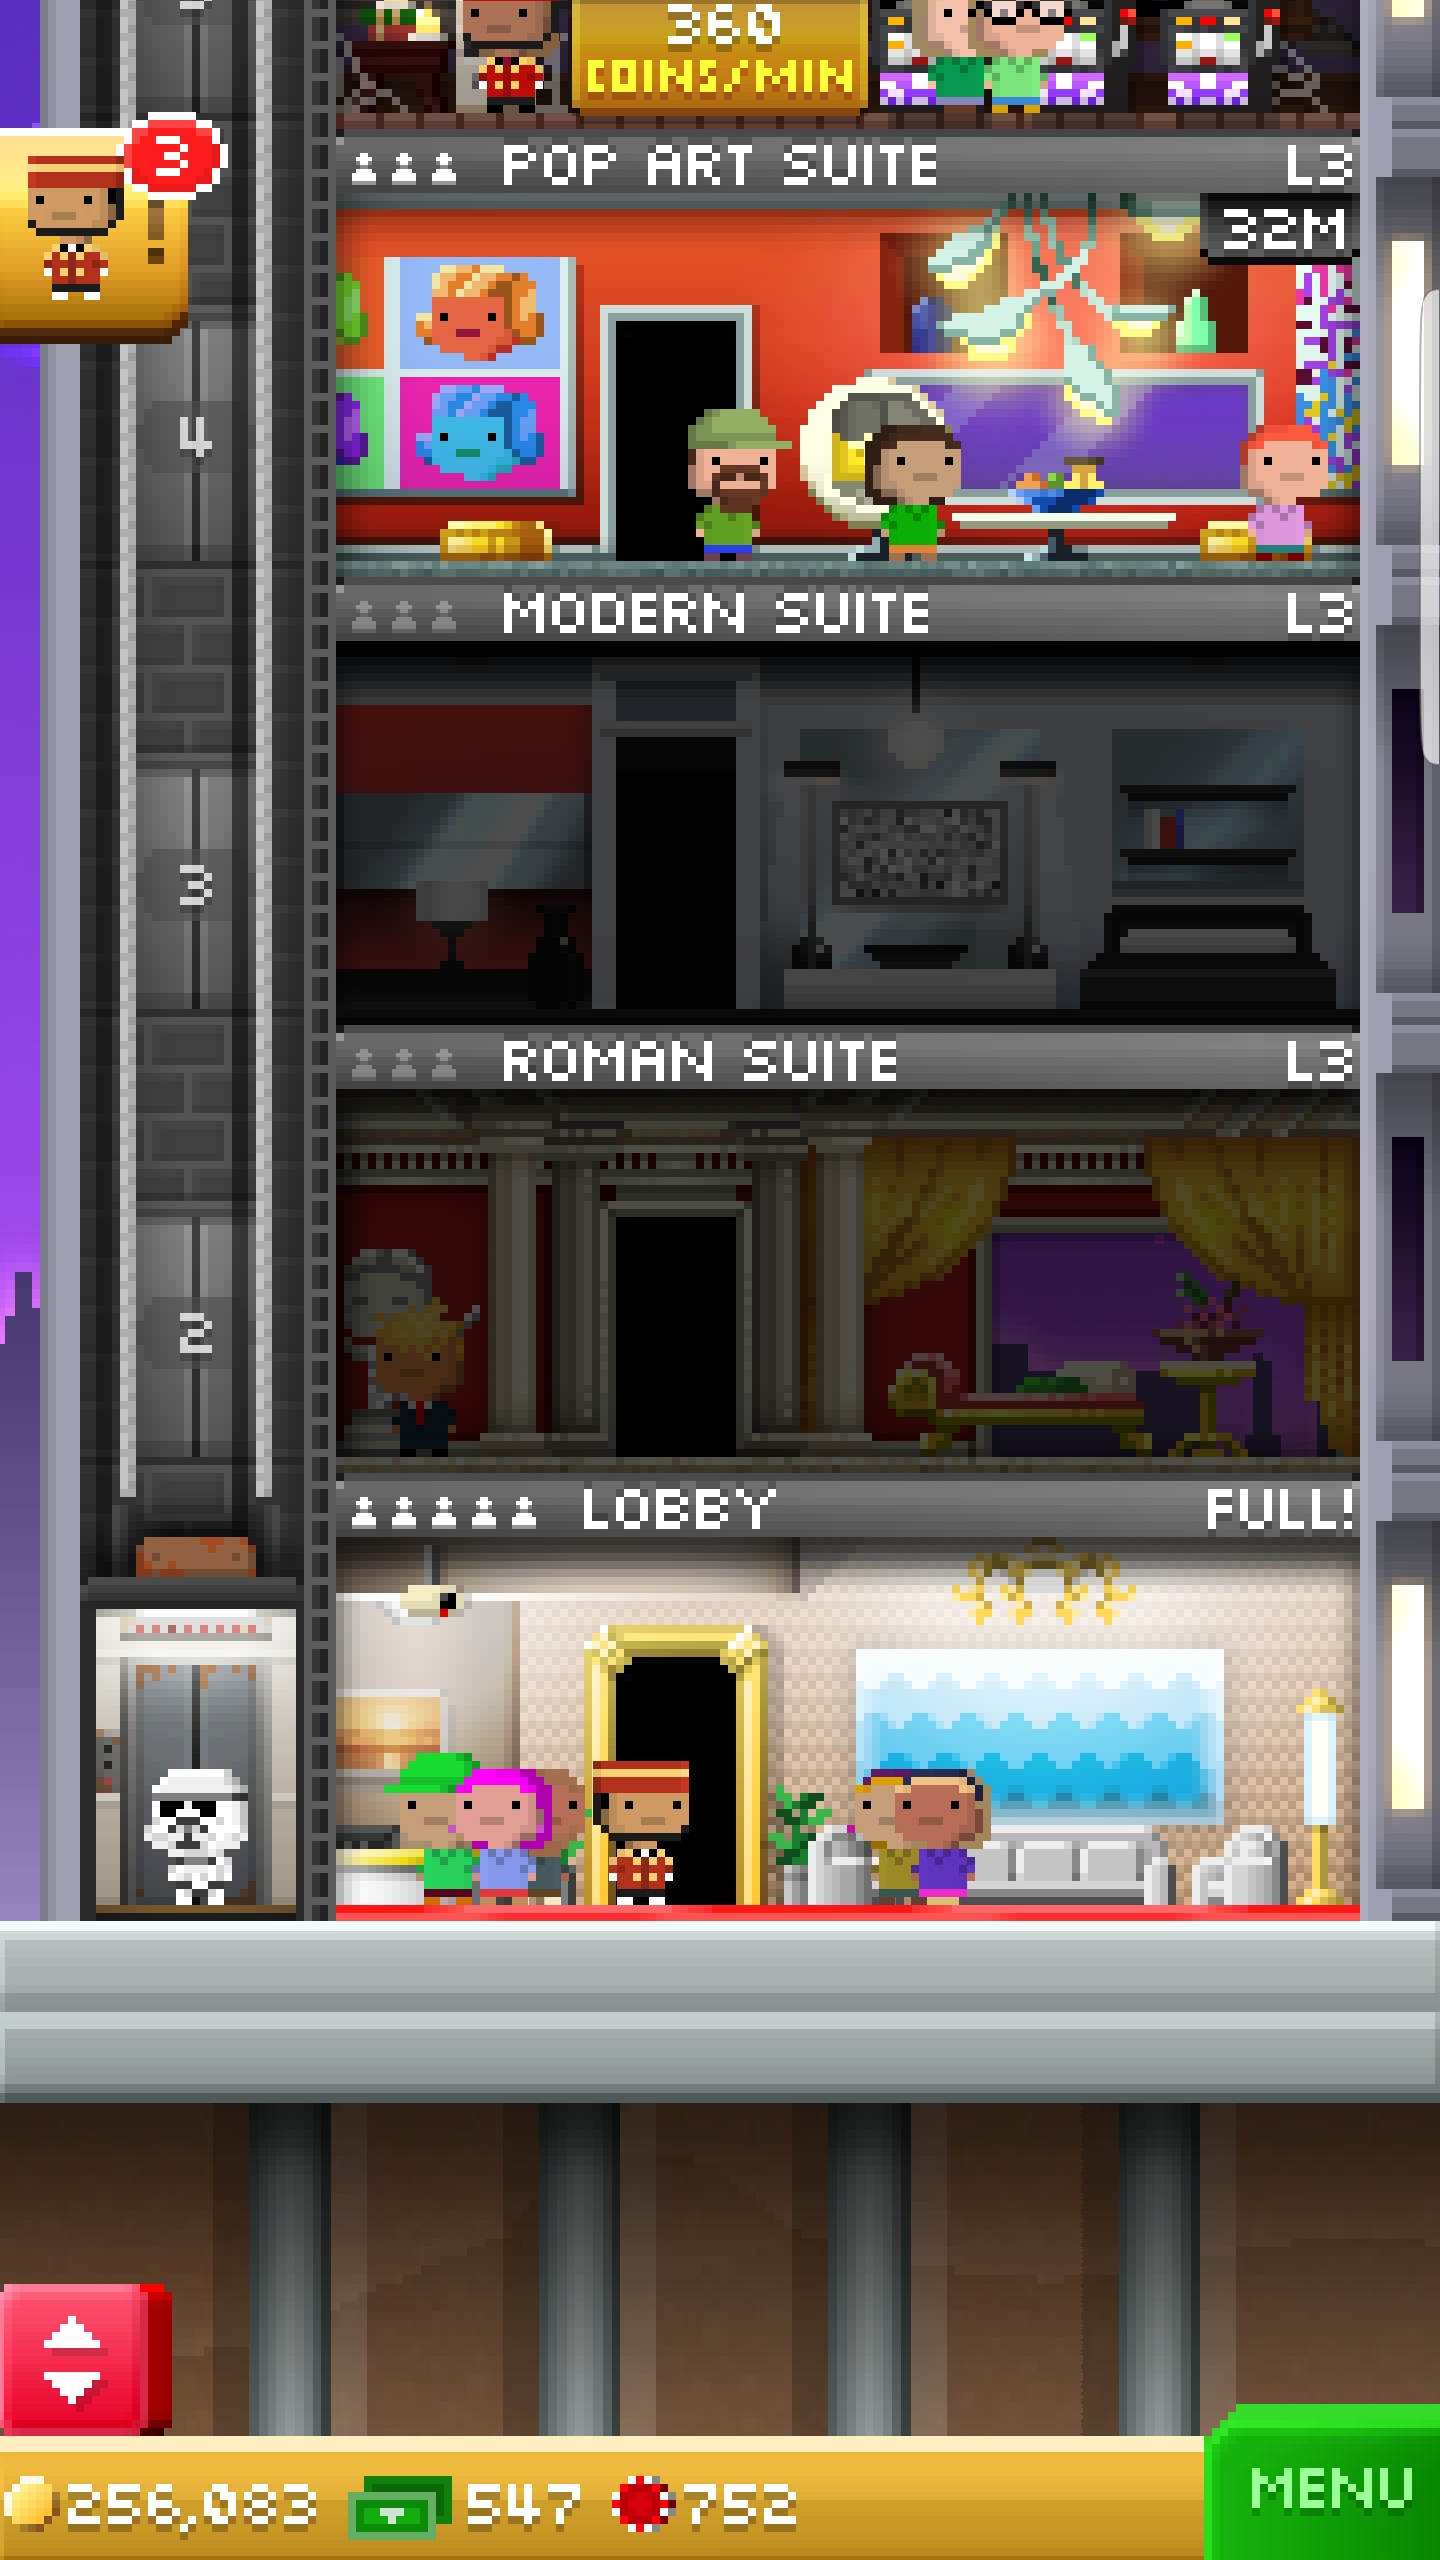 360
COINS/MIN
3
POP ART SUITE L3
32M
4
MODERN SUITE L3
3
ROMAN SUITE L3
2
LOBBY FULL!
256,083 547 752
MENU